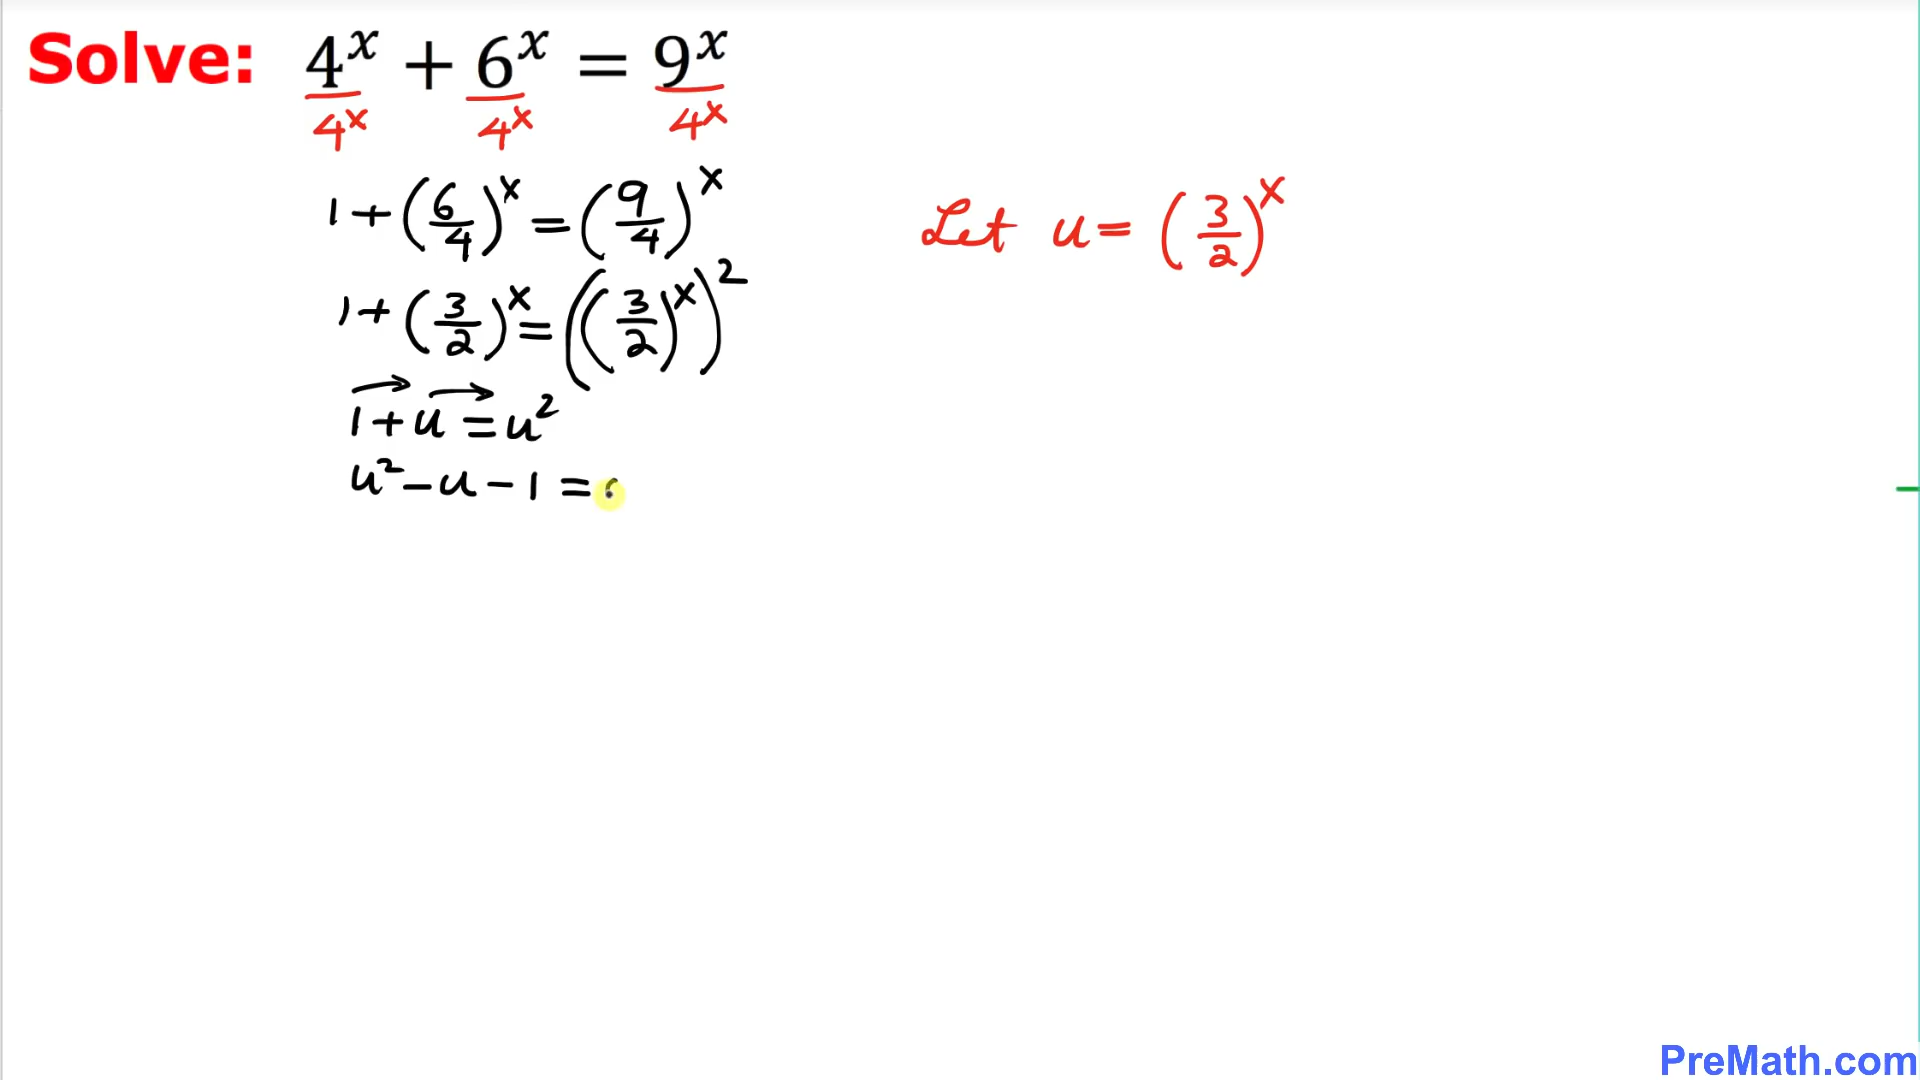 Solve: 4^x + 6^x = 9^x
4^x 4^x 4^x
1 + (6/4)^x = (9/4)^x
Let u = (3/2)^x
1 + (3/2)^x = ((3/2)^x)^2
1 + u = u^2
u^2 - u - 1 =
PreMath.com